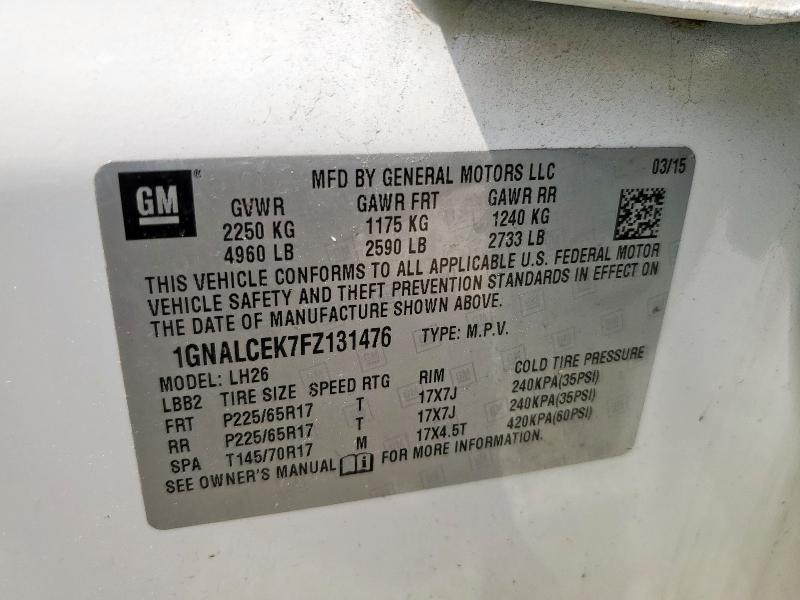 GM®
MFD BY GENERAL MOTORS LLC 03/15
GVWR GAWR FRT GAWR RR
2250 KG 1175 KG 1240 KG
4960 LB 2590 LB 2733 LB
THIS VEHICLE CONFORMS TO ALL APPLICABLE U.S. FEDERAL MOTOR
VEHICLE SAFETY AND THEFT PREVENTION STANDARDS IN EFFECT ON
THE DATE OF MANUFACTURE SHOWN ABOVE.
1GNALCEK7FZ131476 TYPE: M.P.V.
MODEL: LH26
LBB2 TIRE SIZE SPEED RTG RIM COLD TIRE PRESSURE
FRT P225/65R17 T 17X7J 240KPA(35PSI)
RR P225/65R17 T 17X7J 240KPA(35PSI)
SPA T145/70R17 M 17X4.5T 420KPA(60PSI)
SEE OWNER'S MANUAL FOR MORE INFORMATION.